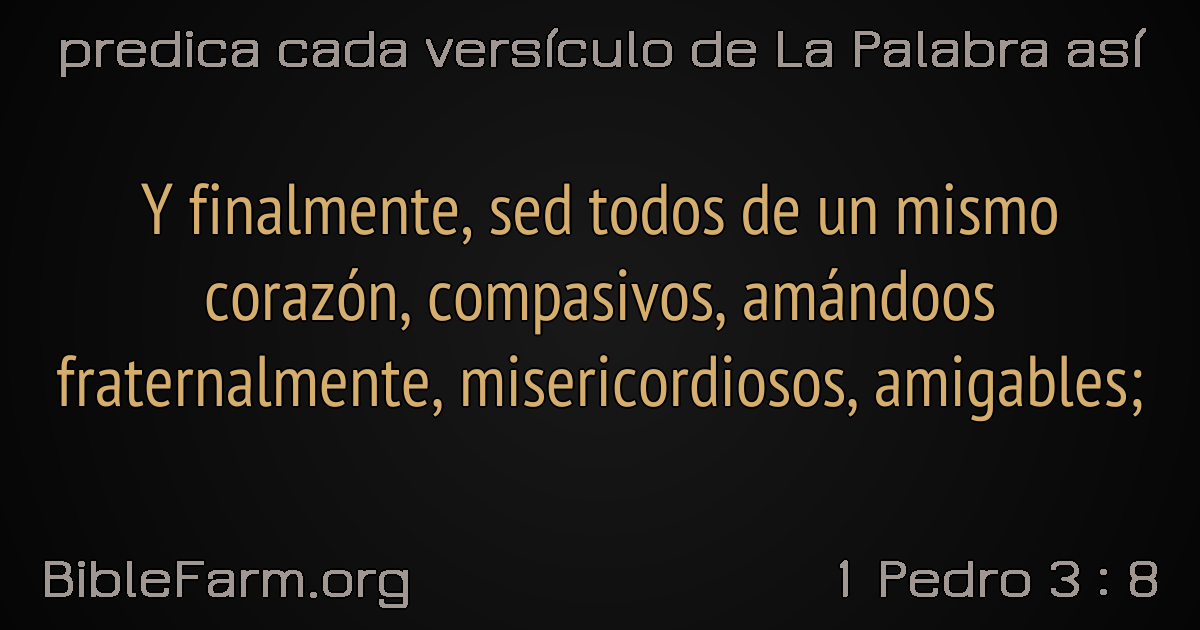 predica cada versículo de La Palabra así
Y finalmente, sed todos de un mismo
corazón, compasivos, amándoos
fraternalmente, misericordiosos, amigables;
BibleFarm.org
1 Pedro 3 : 8